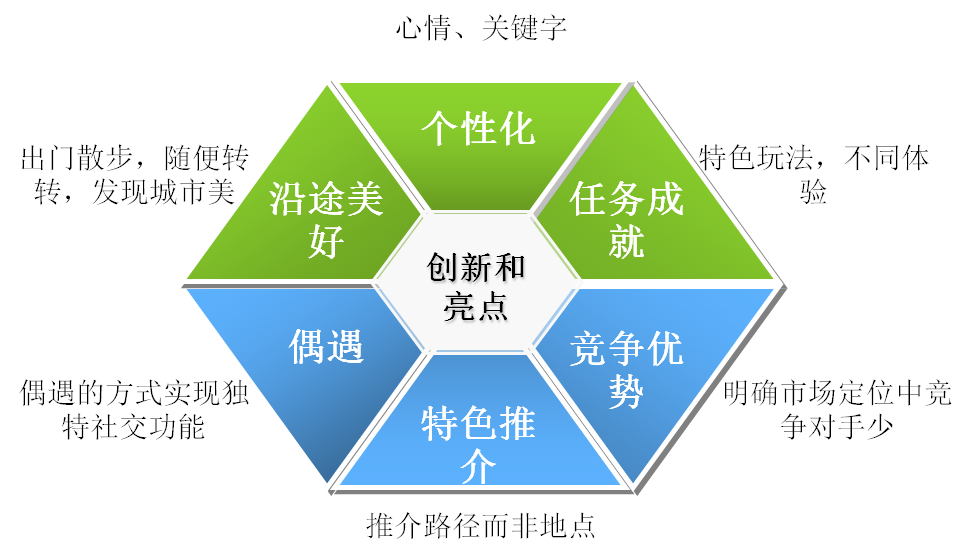 心情、关键字
个性化
出门散步，随便转
转，发现城市美
沿途美
好
任务成
就
特色玩法，不同体
验
创新和
亮点
偶遇
竞争优
势
偶遇的方式实现独
特社交功能
特色推
介
明确市场定位中竞
争对手少
推介路径而非地点